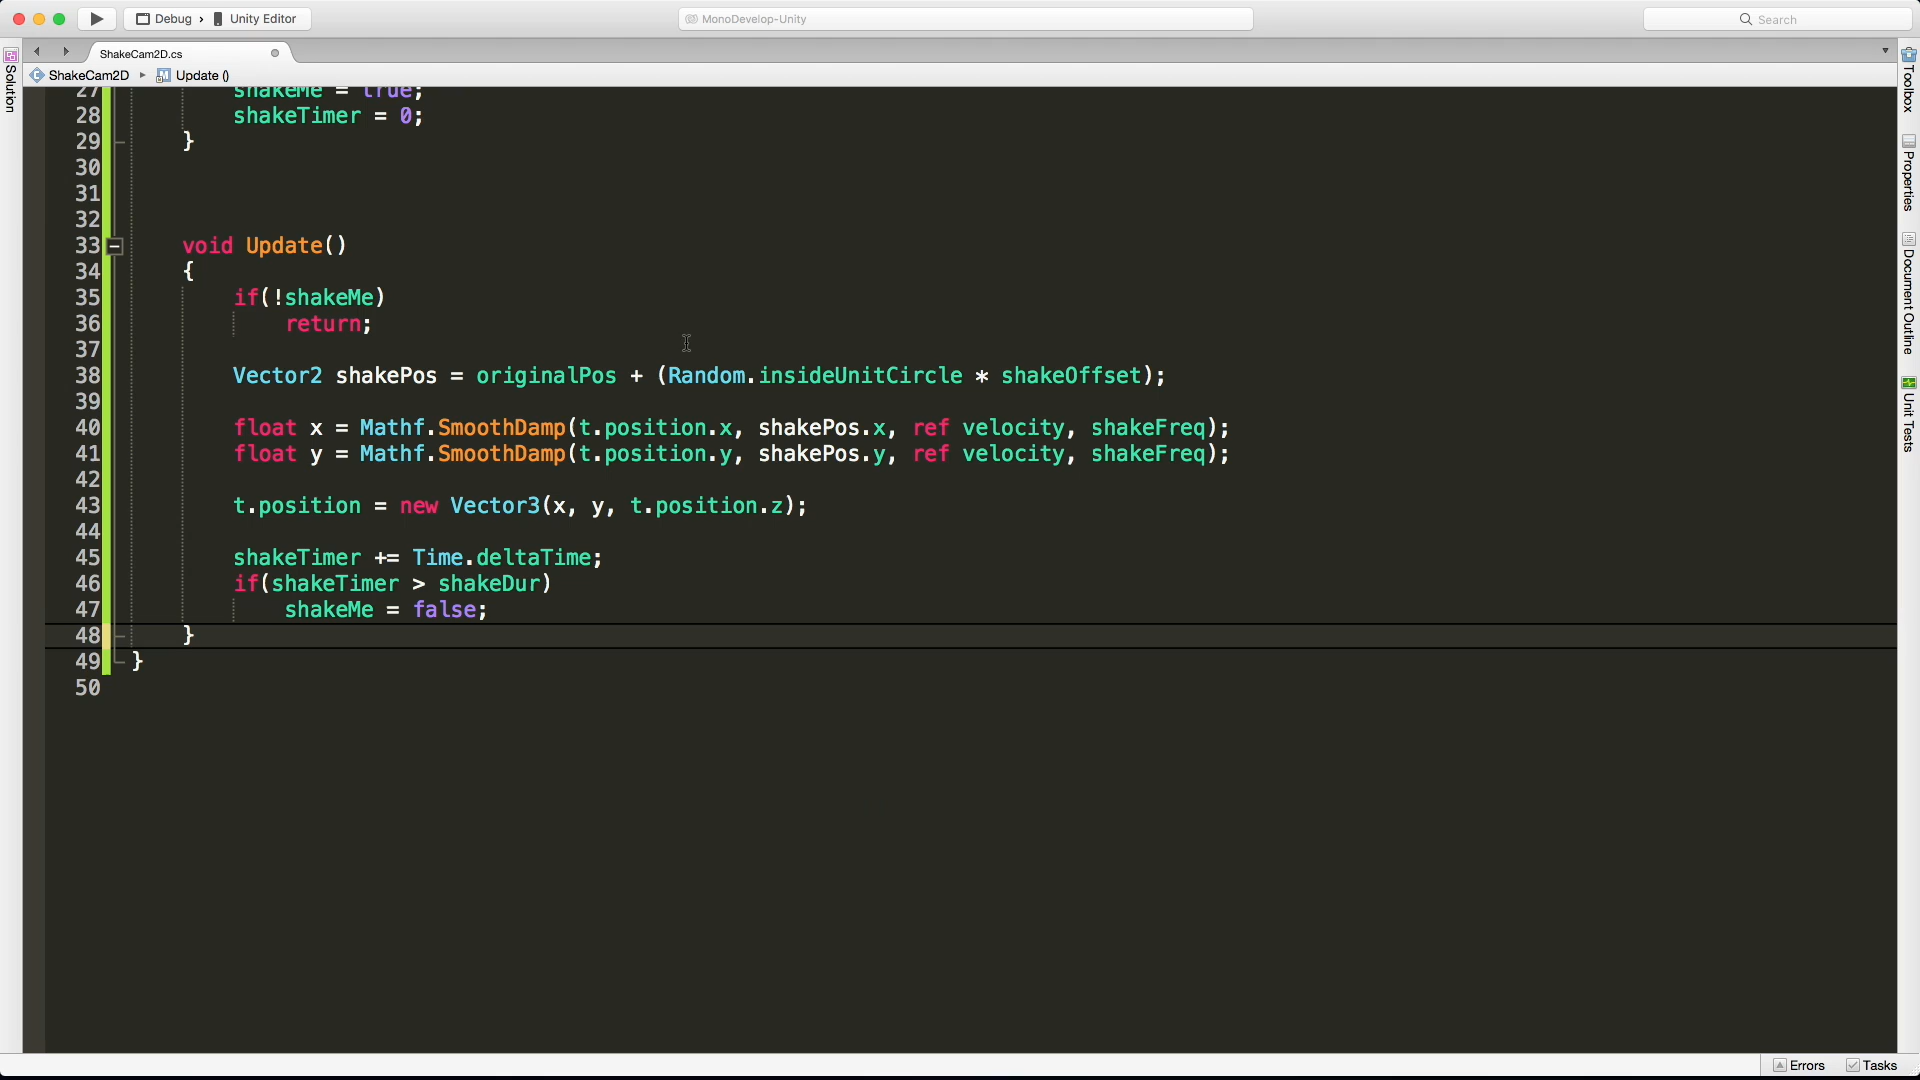 Debug › Unity Editor
MonoDevelop-Unity
Search
ShakeCam2D.cs
ShakeCam2D ▸ Update ()
Solution
27 shakeMe = true;
28 shakeTimer = 0;
29 }
30
31
32
33 void Update()
34 {
35 if(!shakeMe)
36 return;
37
38 Vector2 shakePos = originalPos + (Random.insideUnitCircle * shakeOffset);
39
40 float x = Mathf.SmoothDamp(t.position.x, shakePos.x, ref velocity, shakeFreq);
41 float y = Mathf.SmoothDamp(t.position.y, shakePos.y, ref velocity, shakeFreq);
42
43 t.position = new Vector3(x, y, t.position.z);
44
45 shakeTimer += Time.deltaTime;
46 if(shakeTimer > shakeDur)
47 shakeMe = false;
48 }
49 }
50
Toolbox
Properties
Document Outline
Unit Tests
Errors
Tasks